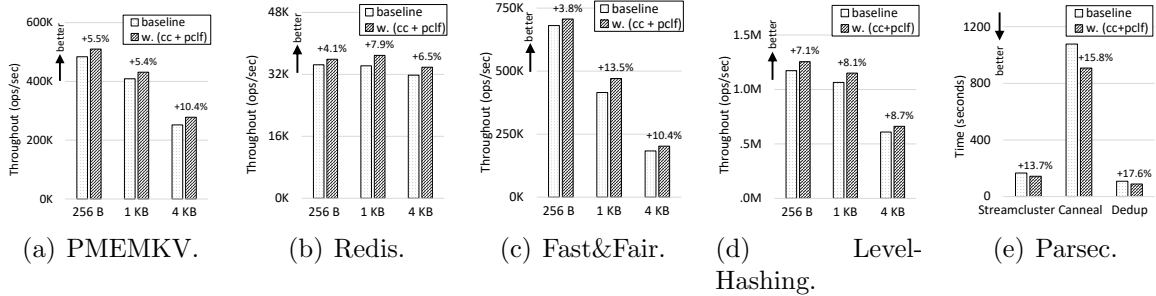 Throughout (ops/sec)
600K
400K
200K
0K
better
baseline
w. (cc + pclf)
+5.5%
+5.4%
+10.4%
256 B 1 KB 4 KB
(a) PMEMKV.
Throughout (ops/sec)
48K
32K
16K
0K
better
baseline
w. (cc + pclf)
+4.1%
+7.9%
+6.5%
256 B 1 KB 4 KB
(b) Redis.
Throughout (ops/sec)
750K
500K
250K
0K
better
baseline
w. (cc + pclf)
+3.8%
+13.5%
+10.4%
256 B 1 KB 4 KB
(c) Fast&Fair.
Throughout (ops/sec)
1.5M
1.0M
.5M
.0M
better
baseline
w. (cc + pclf)
+7.1%
+8.1%
+8.7%
256 B 1 KB 4 KB
(d) Level-
Hashing.
Time (seconds)
1200
800
400
0
better
baseline
w. (cc+pclf)
+13.7%
+15.8%
+17.6%
Streamcluster Canneal Dedup
(e) Parsec.